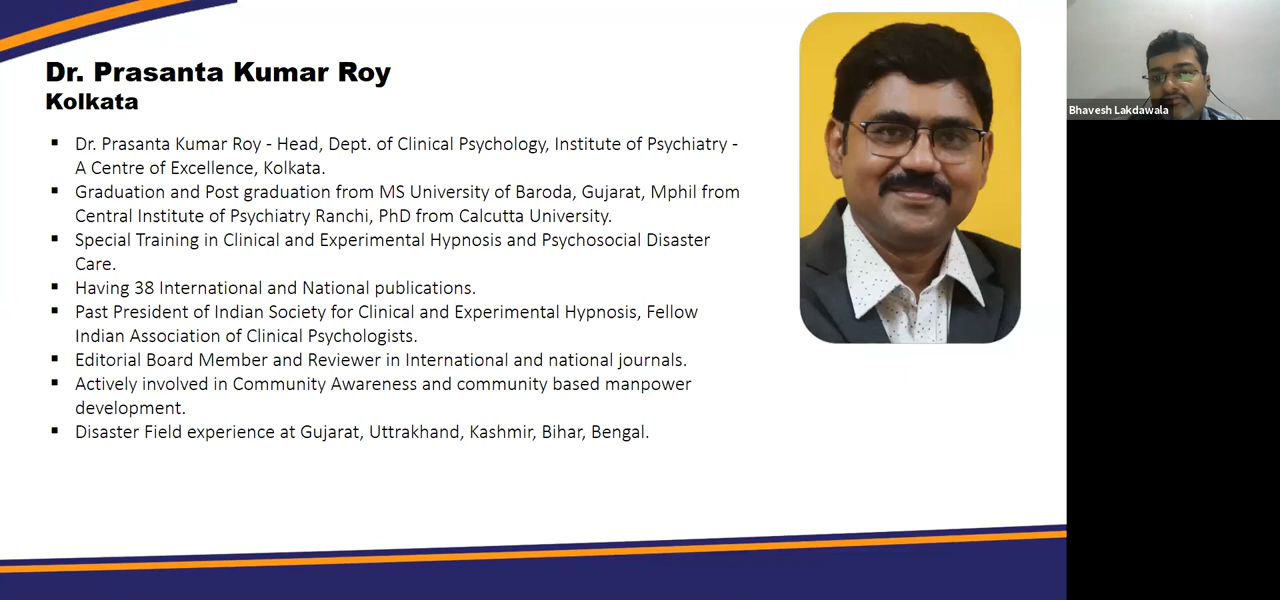 Dr. Prasanta Kumar Roy
Kolkata
▪ Dr. Prasanta Kumar Roy - Head, Dept. of Clinical Psychology, Institute of Psychiatry -
A Centre of Excellence, Kolkata.
▪ Graduation and Post graduation from MS University of Baroda, Gujarat, Mphil from
Central Institute of Psychiatry Ranchi, PhD from Calcutta University.
▪ Special Training in Clinical and Experimental Hypnosis and Psychosocial Disaster
Care.
▪ Having 38 International and National publications.
▪ Past President of Indian Society for Clinical and Experimental Hypnosis, Fellow
Indian Association of Clinical Psychologists.
▪ Editorial Board Member and Reviewer in International and national journals.
▪ Actively involved in Community Awareness and community based manpower
development.
▪ Disaster Field experience at Gujarat, Uttrakhand, Kashmir, Bihar, Bengal.
Bhavesh Lakdawala